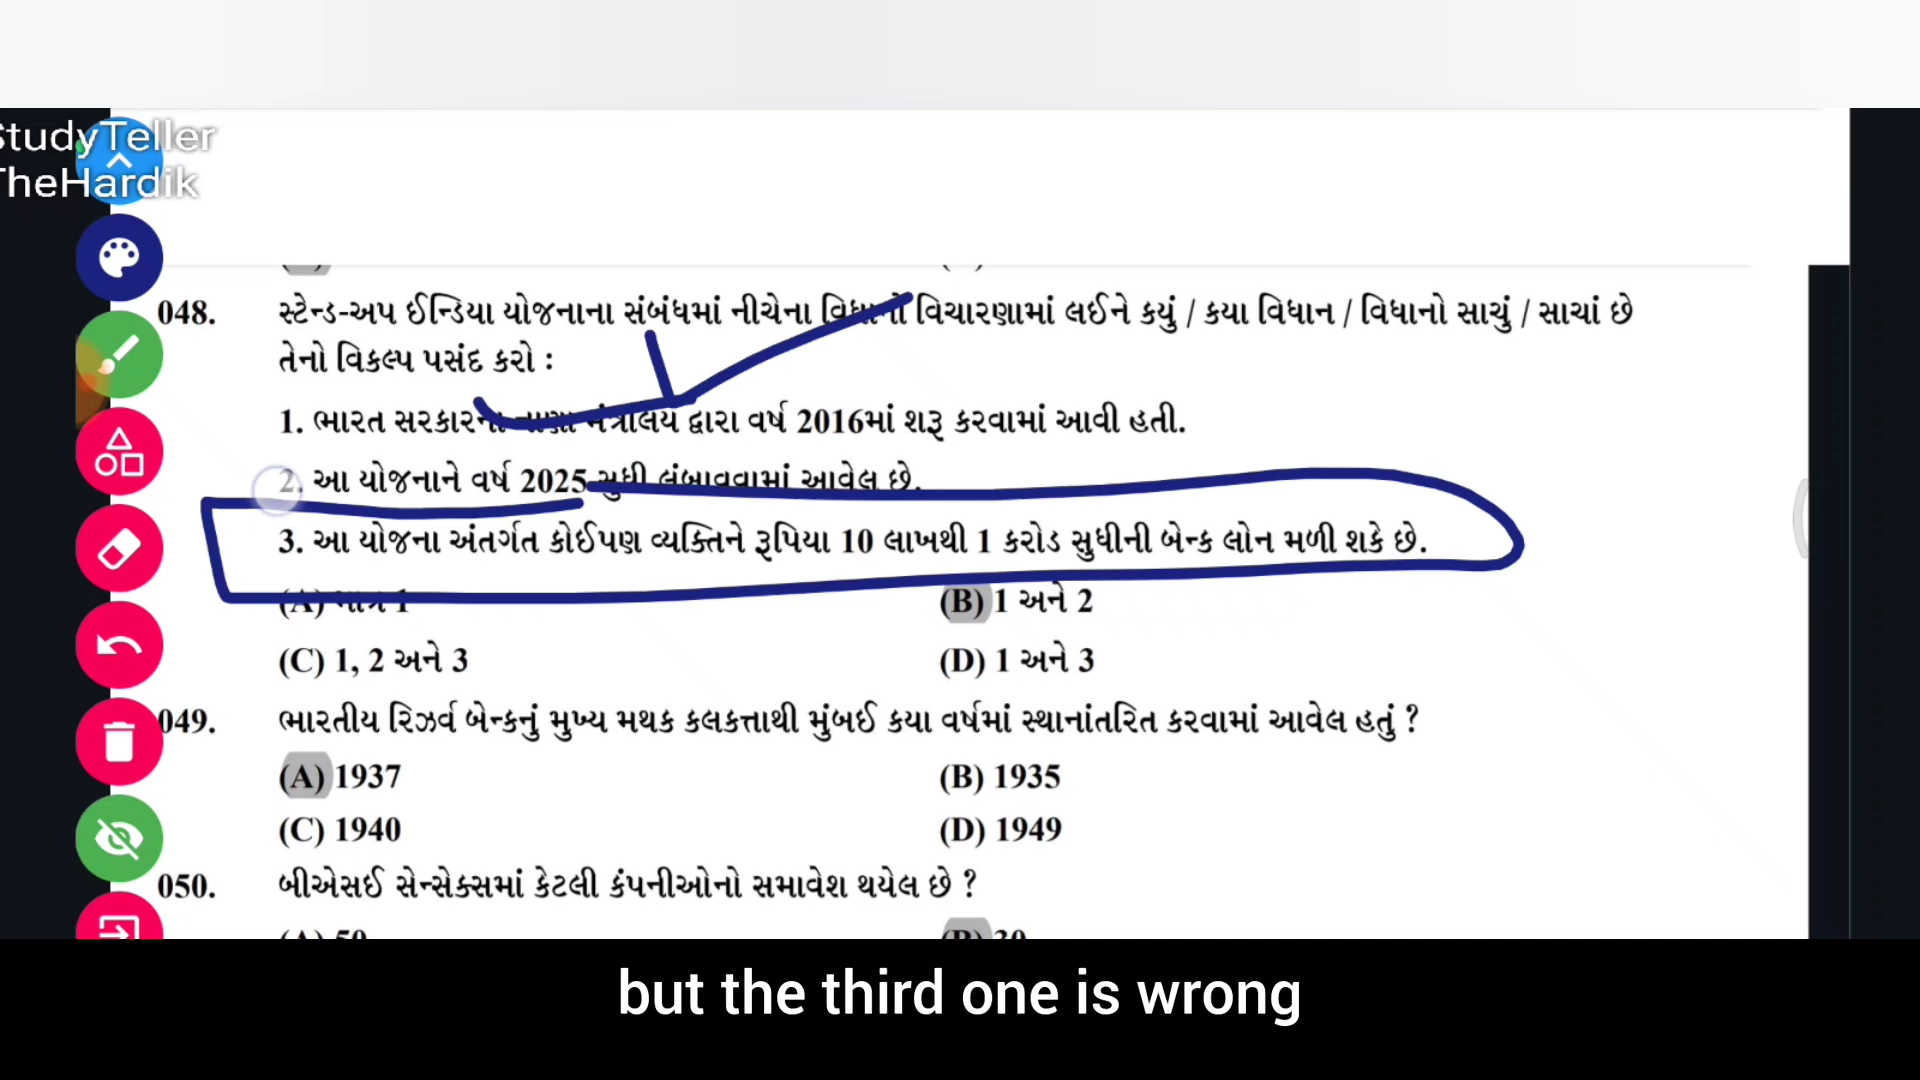 StudyTeller
TheHardik
048. સ્ટેન્ડ-અપ ઈન્ડિયા યોજનાના સંબંધમાં નીચેના વિધાનો વિચારણામાં લઈને કયું / કયા વિધાન / વિધાનો સાચું / સાચાં છે
તેનો વિકલ્પ પસંદ કરો :
1. ભારત સરકારના નાણા મંત્રાલય દ્વારા વર્ષ 2016માં શરૂ કરવામાં આવી હતી.
2. આ યોજનાને વર્ષ 2025 સુધી લંબાવવામાં આવેલ છે.
3. આ યોજના અંતર્ગત કોઈપણ વ્યક્તિને રૂપિયા 10 લાખથી 1 કરોડ સુધીની બેન્ક લોન મળી શકે છે.
(A) માત્ર 1 (B) 1 અને 2
(C) 1, 2 અને 3 (D) 1 અને 3
049. ભારતીય રિઝર્વ બેન્કનું મુખ્ય મથક કલકત્તાથી મુંબઈ કયા વર્ષમાં સ્થાનાંતરિત કરવામાં આવેલ હતું ?
(A) 1937 (B) 1935
(C) 1940 (D) 1949
050. બીએસઈ સેન્સેક્સમાં કેટલી કંપનીઓનો સમાવેશ થયેલ છે ?
(A) 50 (B) 30
but the third one is wrong